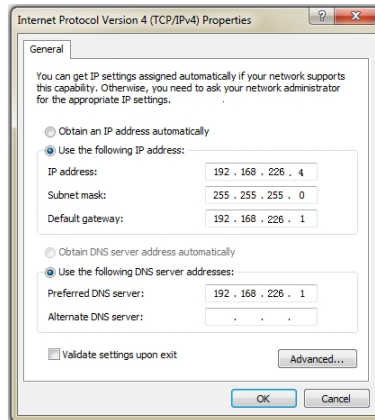 Internet Protocol Version 4 (TCP/IPv4) Properties
General
You can get IP settings assigned automatically if your network supports
this capability. Otherwise, you need to ask your network administrator
for the appropriate IP settings.
Obtain an IP address automatically
Use the following IP address:
IP address: 192 . 168 . 226 . 4
Subnet mask: 255 . 255 . 255 . 0
Default gateway: 192 . 168 . 226 . 1
Obtain DNS server address automatically
Use the following DNS server addresses:
Preferred DNS server: 192 . 168 . 226 . 1
Alternate DNS server: . . .
Validate settings upon exit
Advanced...
OK Cancel